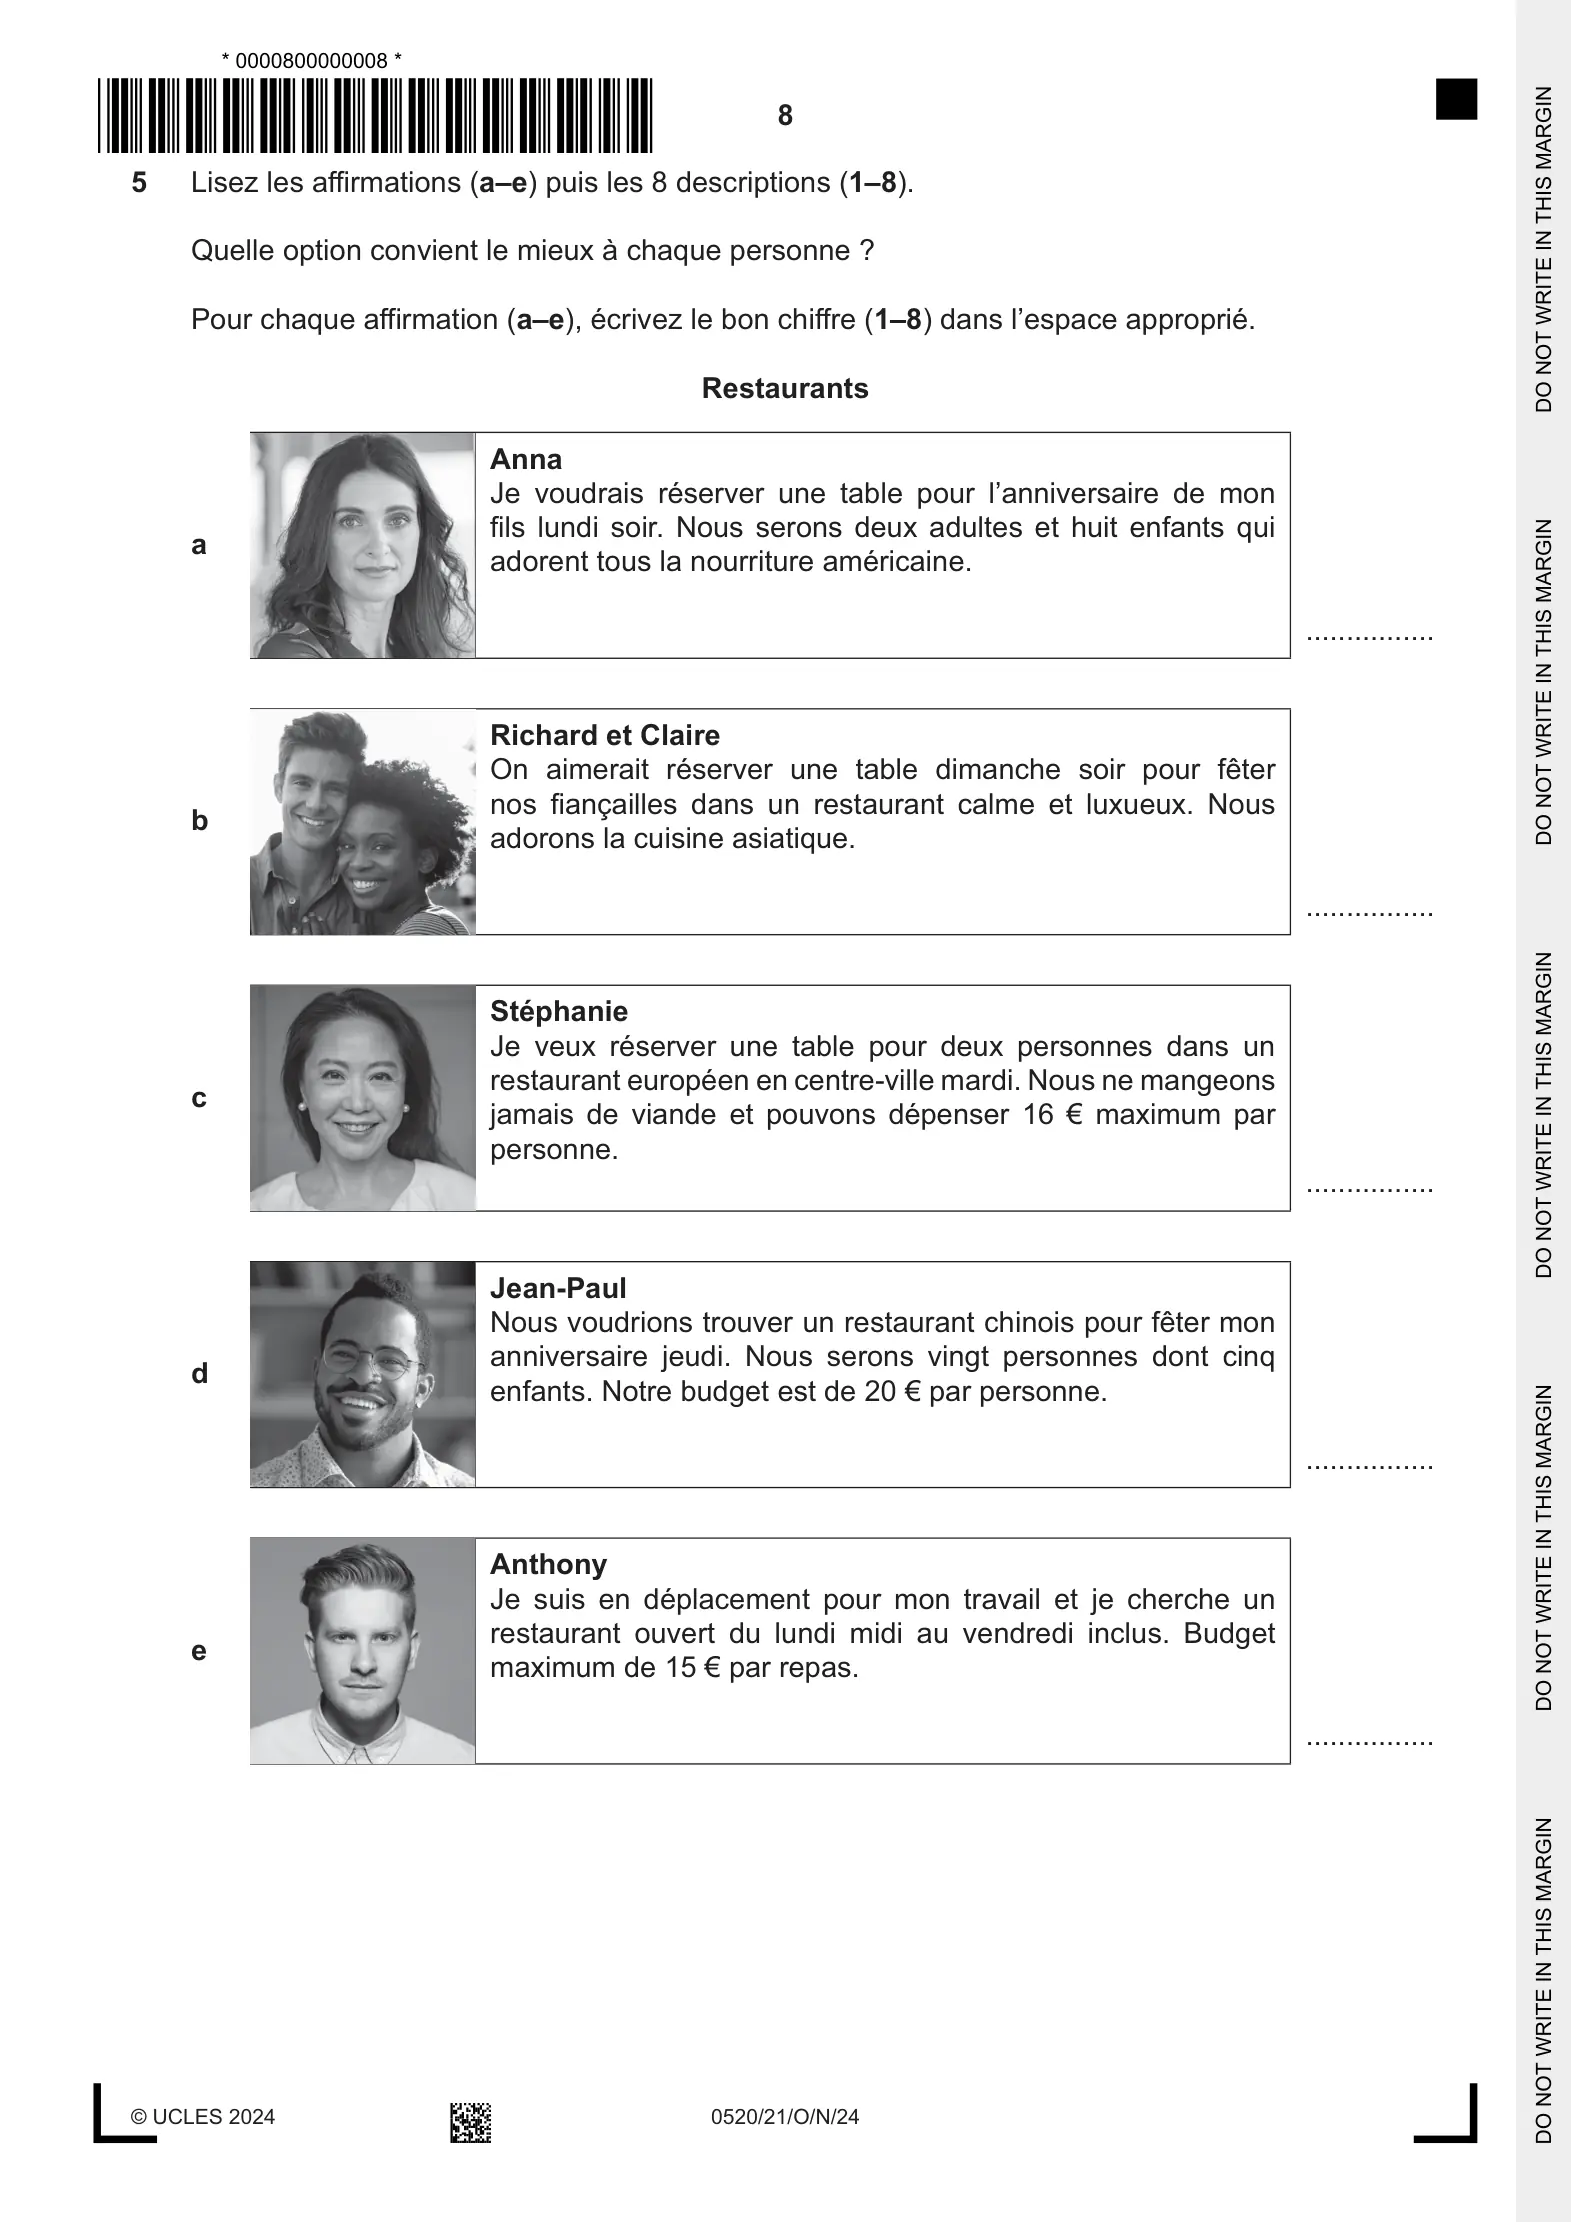 * 0000800000008 *
8
5 Lisez les affirmations (a–e) puis les 8 descriptions (1–8).
Quelle option convient le mieux à chaque personne ?
Pour chaque affirmation (a–e), écrivez le bon chiffre (1–8) dans l’espace approprié.
Restaurants
a
Anna
Je voudrais réserver une table pour l’anniversaire de mon
fils lundi soir. Nous serons deux adultes et huit enfants qui
adorent tous la nourriture américaine.
................
b
Richard et Claire
On aimerait réserver une table dimanche soir pour fêter
nos fiançailles dans un restaurant calme et luxueux. Nous
adorons la cuisine asiatique.
................
c
Stéphanie
Je veux réserver une table pour deux personnes dans un
restaurant européen en centre-ville mardi. Nous ne mangeons
jamais de viande et pouvons dépenser 16 € maximum par
personne.
................
d
Jean-Paul
Nous voudrions trouver un restaurant chinois pour fêter mon
anniversaire jeudi. Nous serons vingt personnes dont cinq
enfants. Notre budget est de 20 € par personne.
................
e
Anthony
Je suis en déplacement pour mon travail et je cherche un
restaurant ouvert du lundi midi au vendredi inclus. Budget
maximum de 15 € par repas.
................
© UCLES 2024
0520/21/O/N/24
DO NOT WRITE IN THIS MARGIN
DO NOT WRITE IN THIS MARGIN
DO NOT WRITE IN THIS MARGIN
DO NOT WRITE IN THIS MARGIN
DO NOT WRITE IN THIS MARGIN